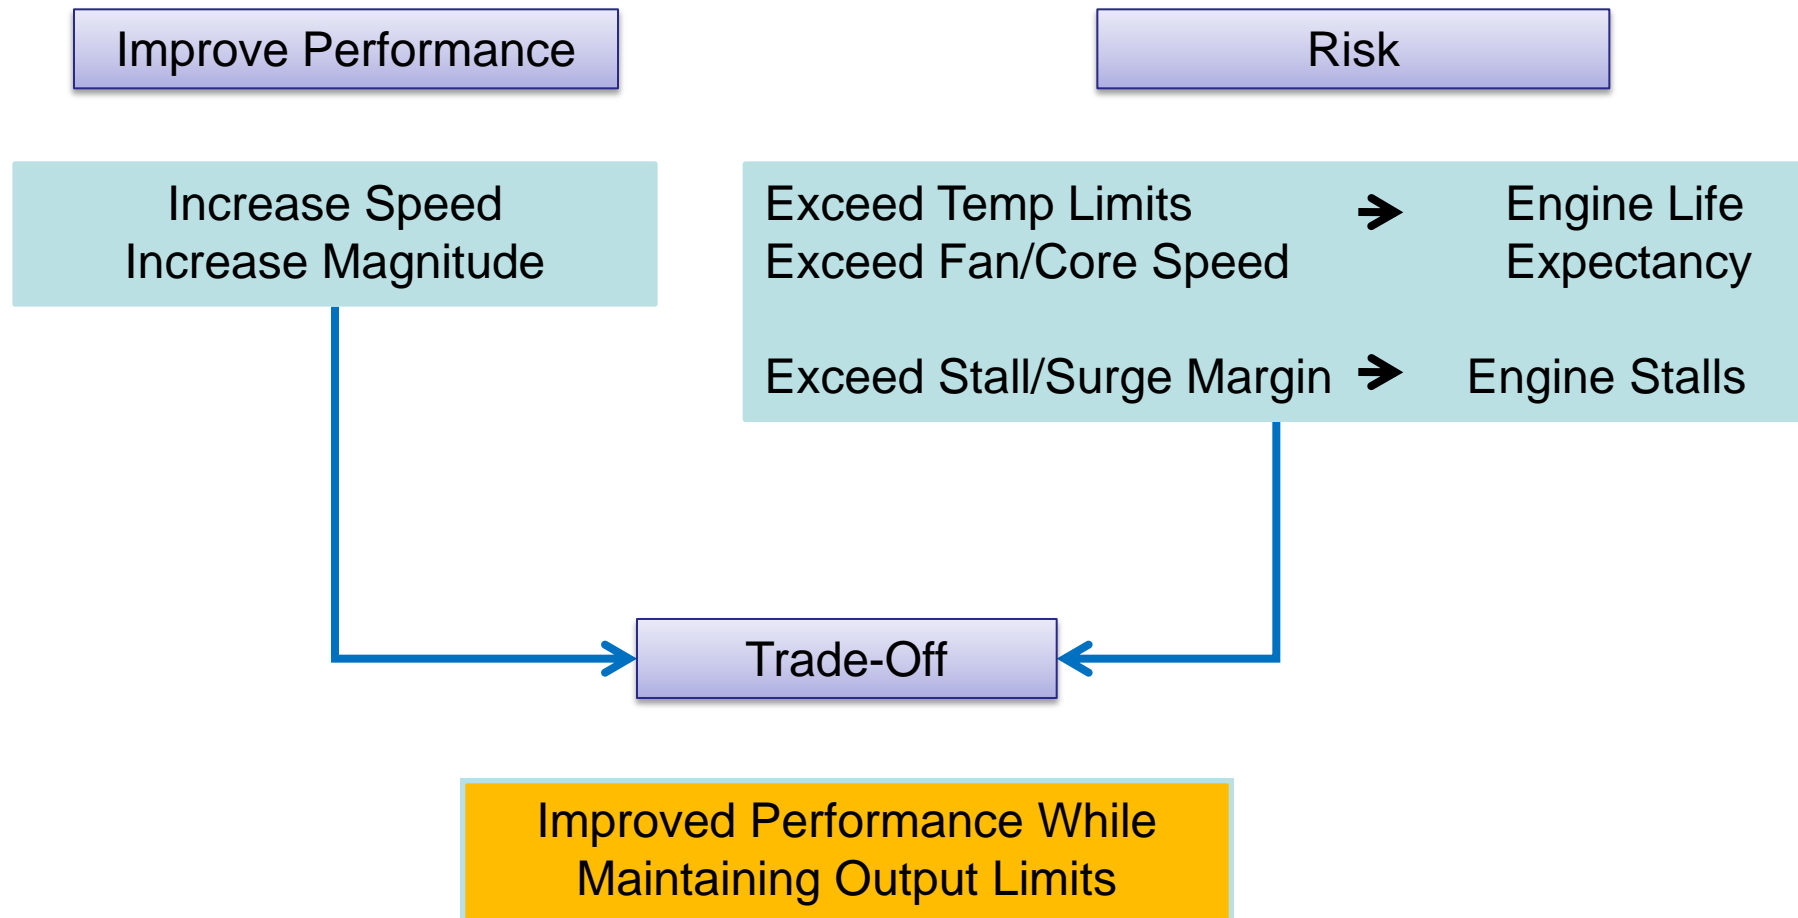 Improve Performance
Risk
Increase Speed
Increase Magnitude
Exceed Temp Limits
Exceed Fan/Core Speed
Engine Life
Expectancy
Exceed Stall/Surge Margin
Engine Stalls
Trade-Off
Improved Performance While
Maintaining Output Limits